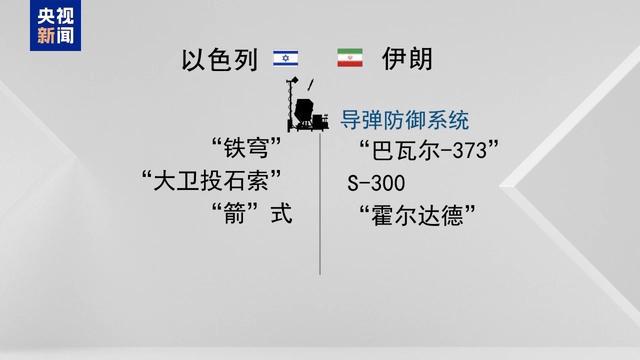 央视
新闻
以色列 伊朗
导弹防御系统
“铁穹” “巴瓦尔-373”
“大卫投石索” S-300
“箭”式 “霍尔达德”